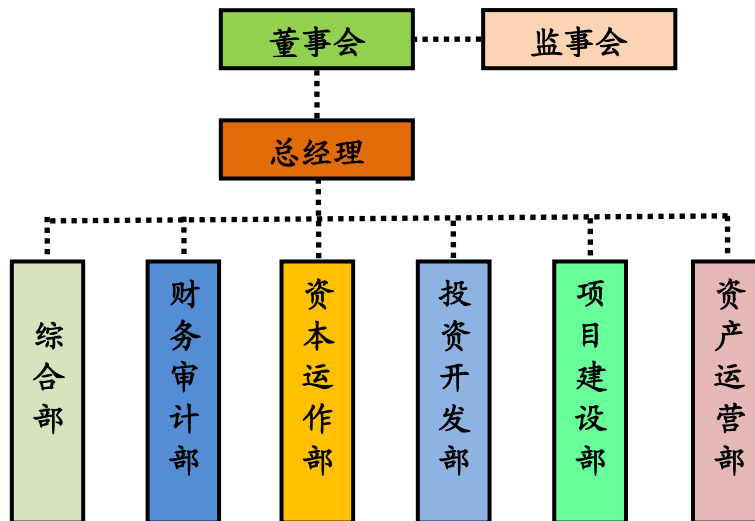 董事会
监事会
总经理
综合部
财务审计部
资本运作部
投资开发部
项目建设部
资产运营部